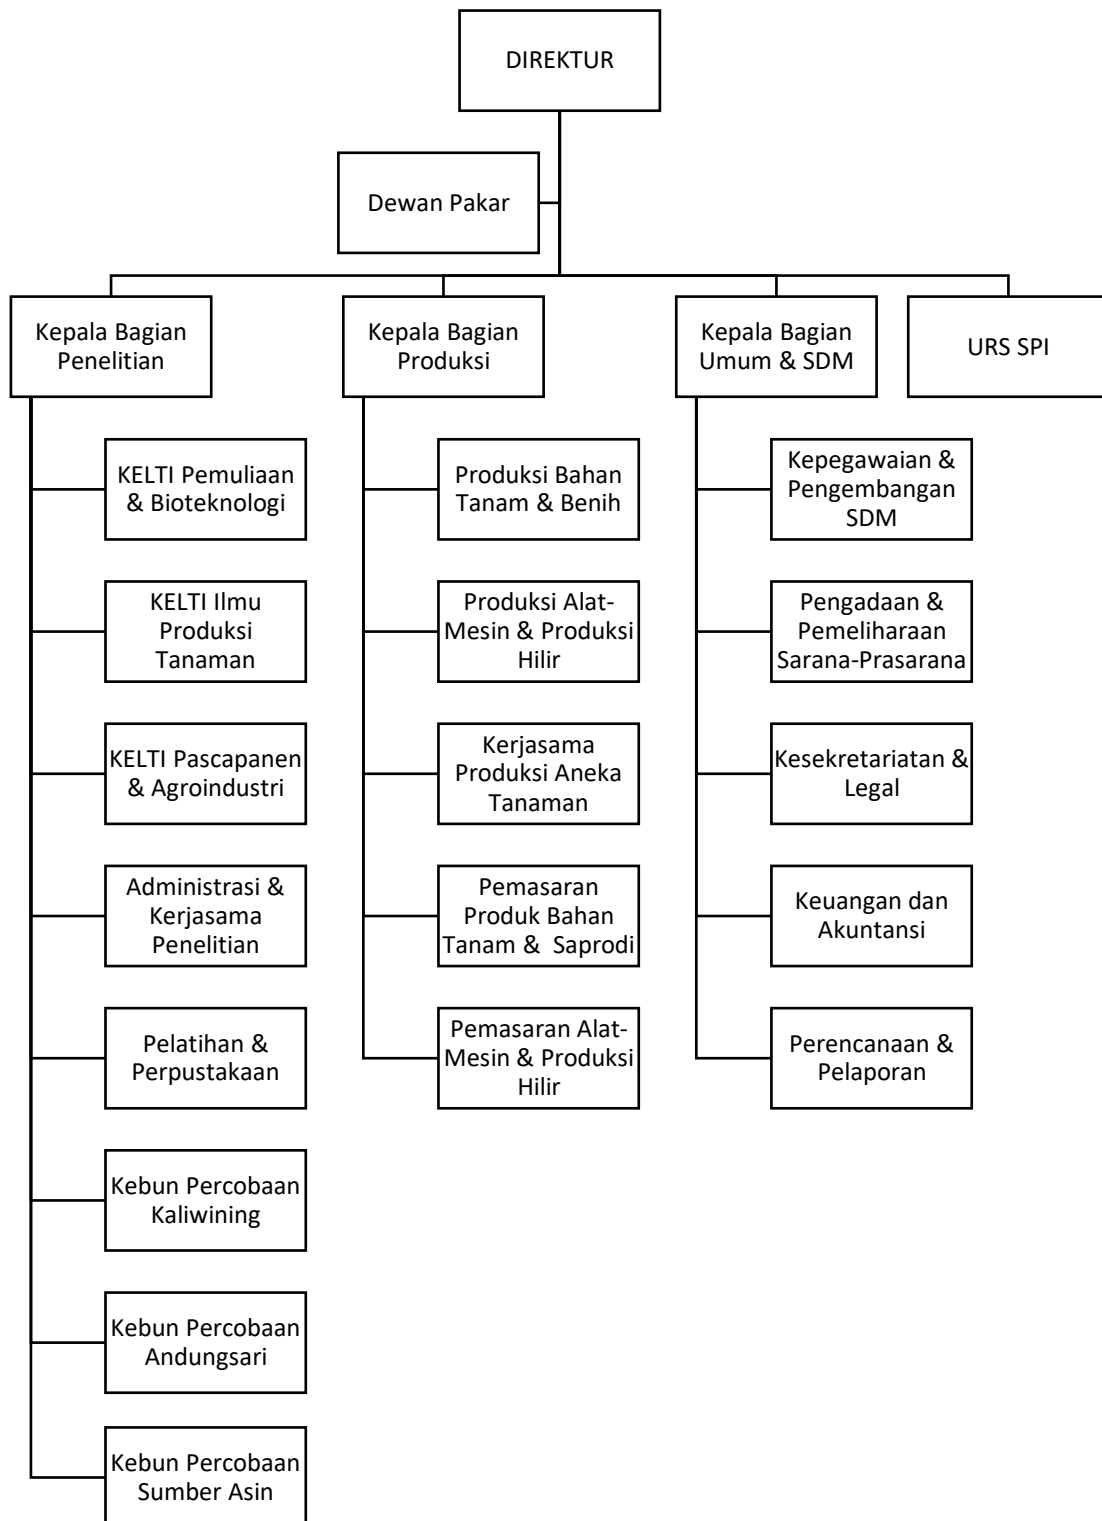 DIREKTUR
Dewan Pakar
Kepala Bagian
Penelitian
Kepala Bagian
Produksi
Kepala Bagian
Umum & SDM
URS SPI
KELTI Pemuliaan
& Bioteknologi
KELTI Ilmu
Produksi
Tanaman
KELTI Pascapanen
& Agroindustri
Administrasi &
Kerjasama
Penelitian
Pelatihan &
Perpustakaan
Kebun Percobaan
Kaliwining
Kebun Percobaan
Andungsari
Kebun Percobaan
Sumber Asin
Produksi Bahan
Tanam & Benih
Produksi Alat-
Mesin & Produksi
Hilir
Kerjasama
Produksi Aneka
Tanaman
Pemasaran
Produk Bahan
Tanam & Saprodi
Pemasaran Alat-
Mesin & Produksi
Hilir
Kepegawaian &
Pengembangan
SDM
Pengadaan &
Pemeliharaan
Sarana-Prasarana
Kesekretariatan &
Legal
Keuangan dan
Akuntansi
Perencanaan &
Pelaporan